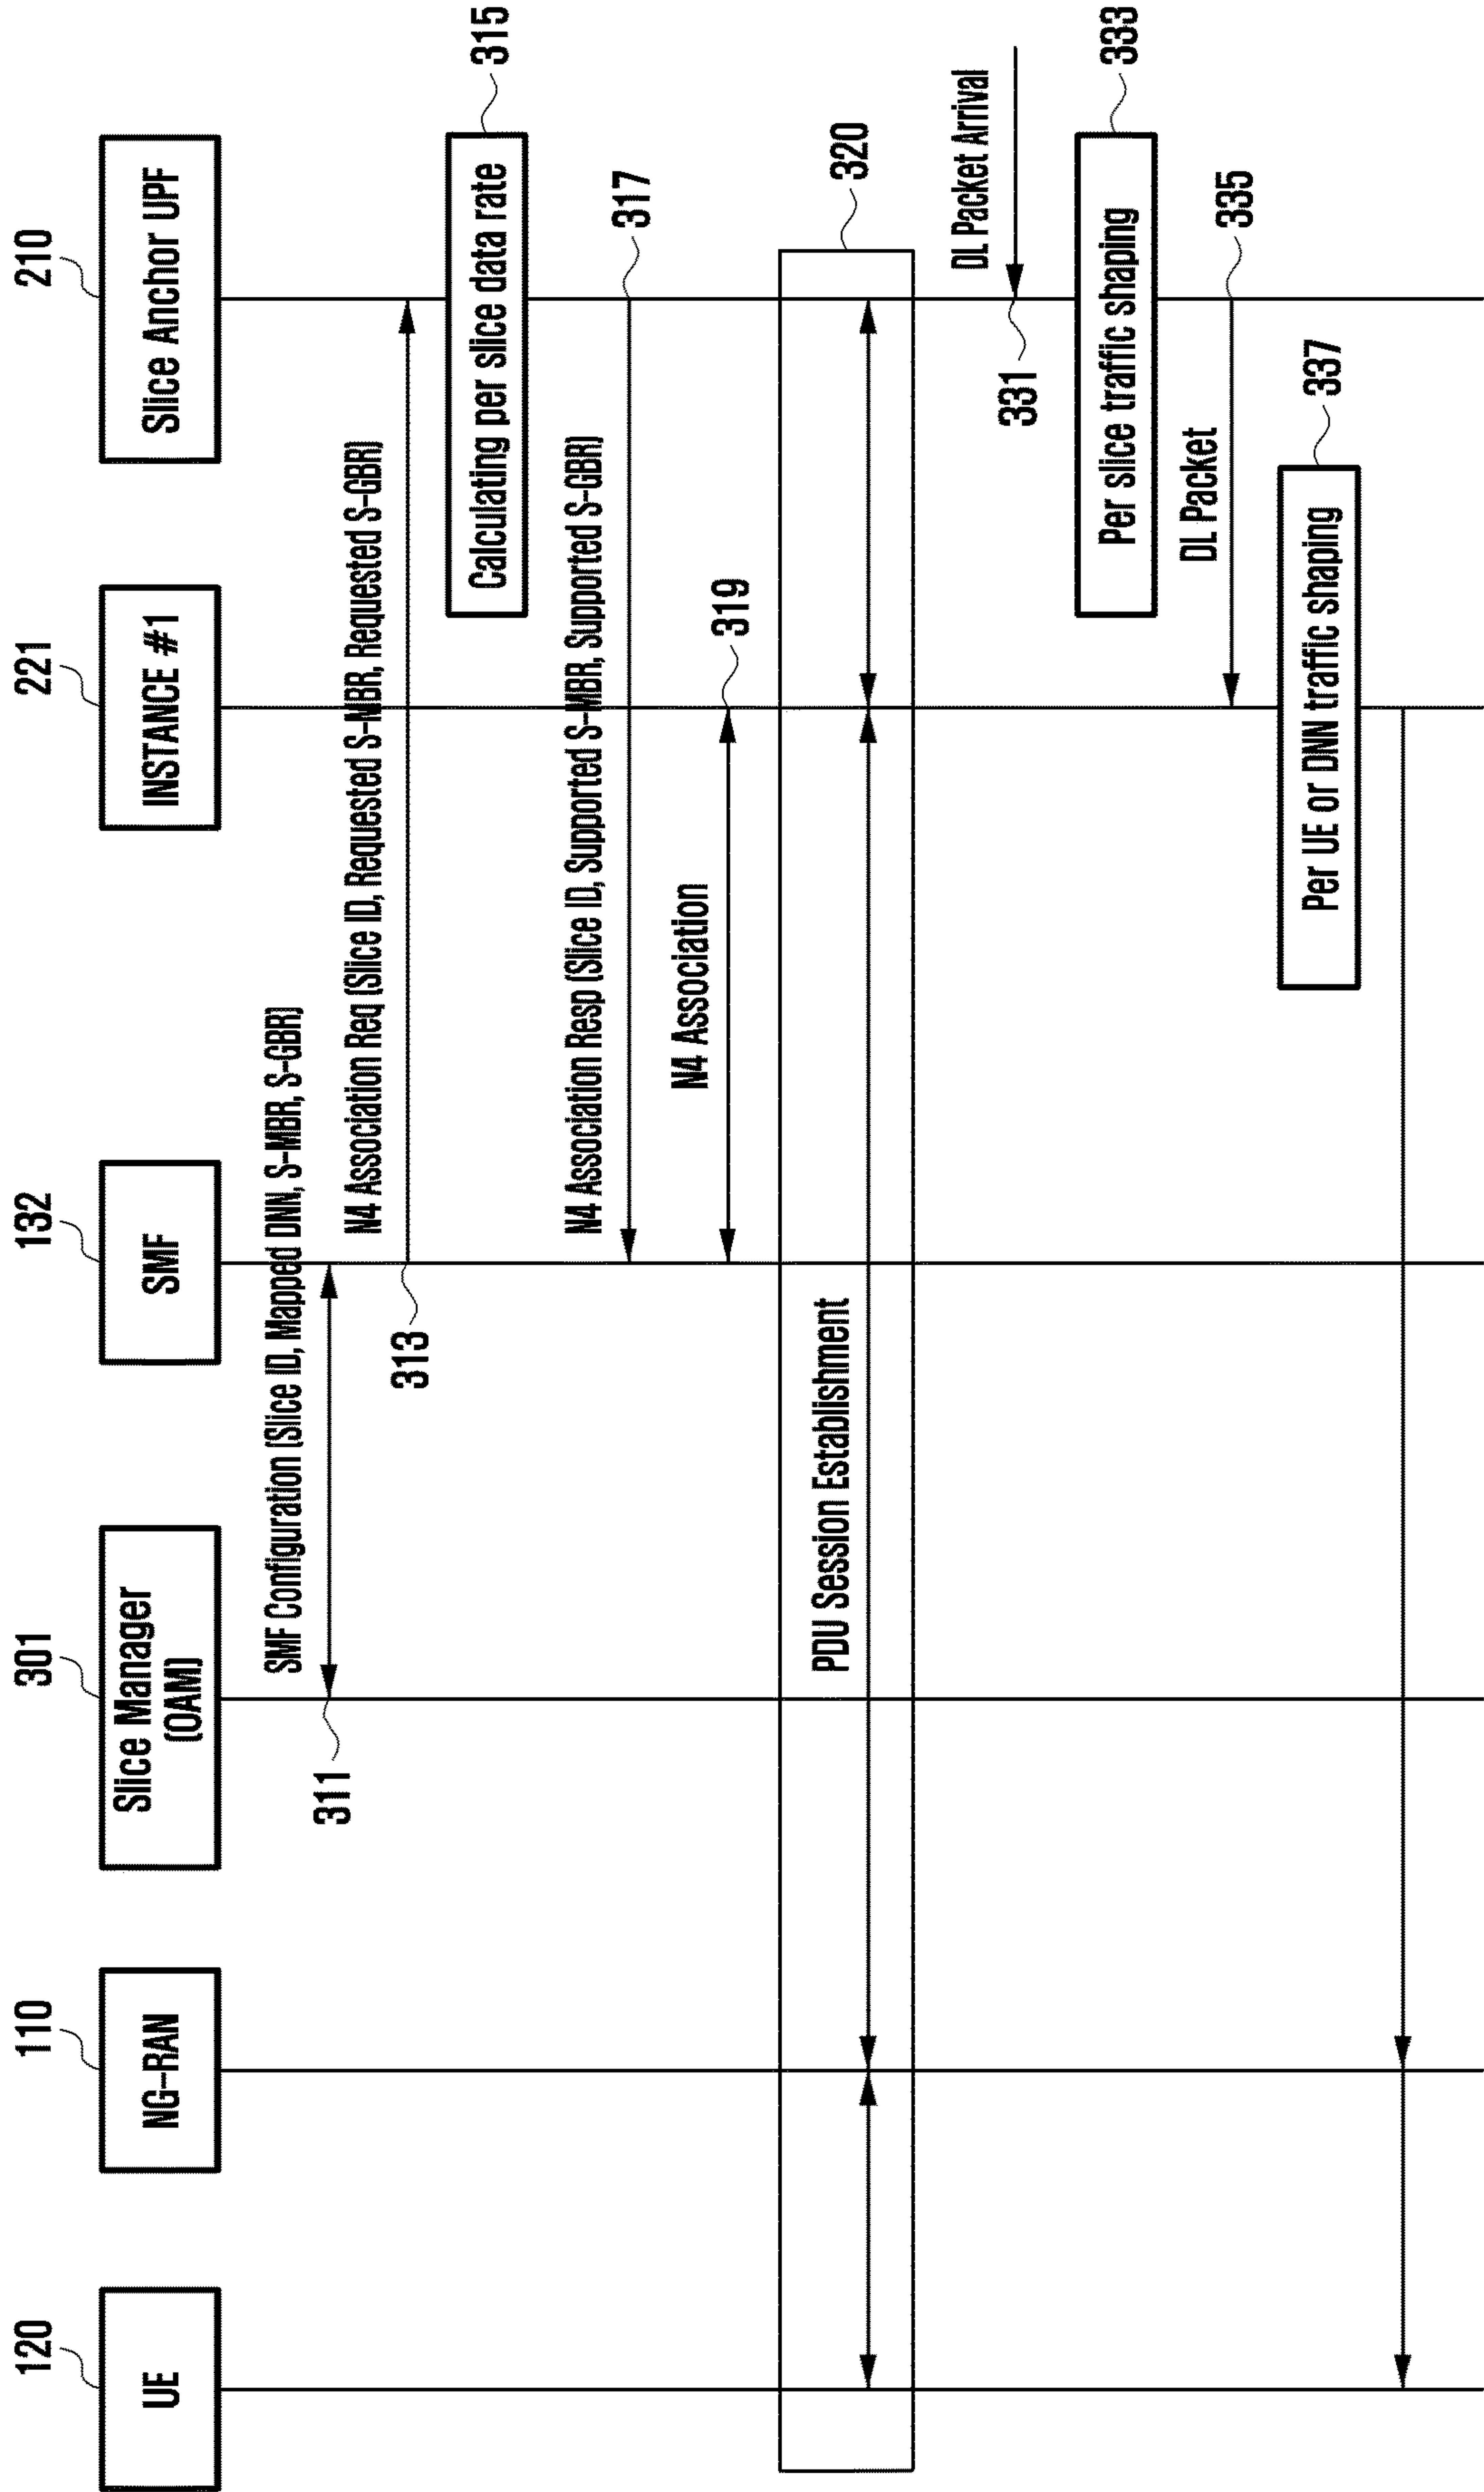 120
110
301
132
221
210
UE
NG-RAN
Slice Manager
(OAM)
SMF
INSTANCE #1
Slice Anchor UPF
SMF Configuration (Slice ID, Mapped DNN, S-MBR, S-GBR)
311
N4 Association Req (Slice ID, Requested S-MBR, Requested S-GBR)
313
Calculating per slice data rate
315
N4 Association Resp (Slice ID, Supported S-MBR, Supported S-GBR)
317
N4 Association
319
PDU Session Establishment
320
DL Packet Arrival
331
Per slice traffic shaping
333
DL Packet
335
Per UE or DNN traffic shaping
337